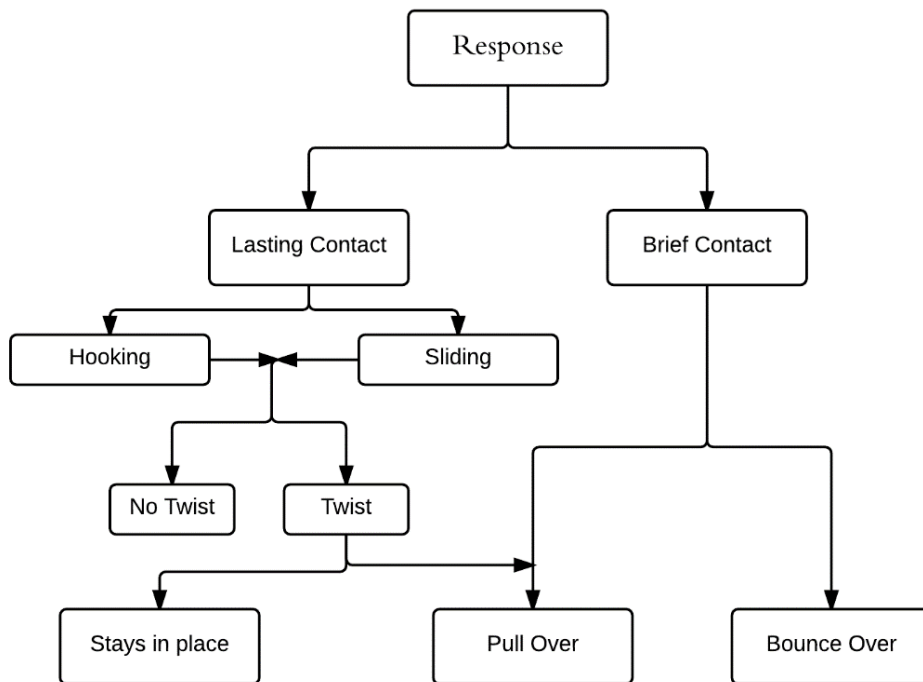 Response
Lasting Contact
Brief Contact
Hooking
Sliding
No Twist
Twist
Stays in place
Pull Over
Bounce Over